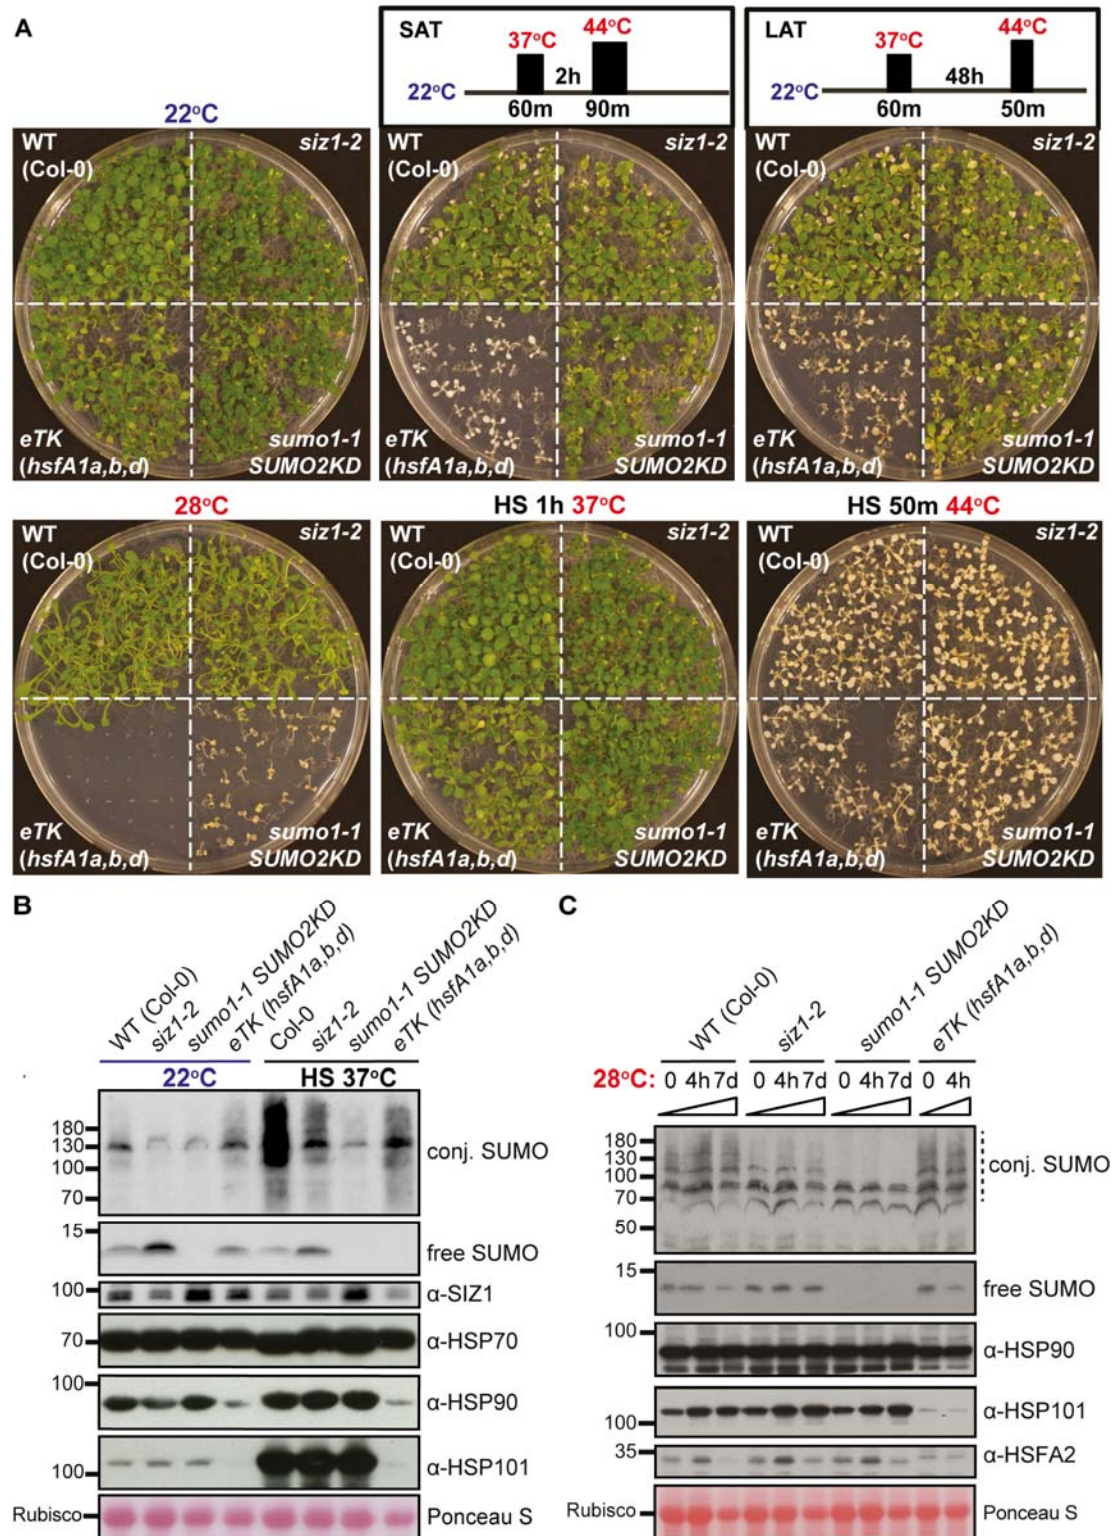 A
SAT
37°C
44°C
2h
22°C
60m
90m
LAT
37°C
44°C
48h
22°C
60m
50m
22°C
WT
(Col-0)
siz1-2
eTK
(hsfA1a,b,d)
sumo1-1
SUMO2KD
WT
(Col-0)
siz1-2
eTK
(hsfA1a,b,d)
sumo1-1
SUMO2KD
WT
(Col-0)
siz1-2
eTK
(hsfA1a,b,d)
sumo1-1
SUMO2KD
28°C
HS 1h 37°C
HS 50m 44°C
WT
(Col-0)
siz1-2
eTK
(hsfA1a,b,d)
sumo1-1
SUMO2KD
WT
(Col-0)
siz1-2
eTK
(hsfA1a,b,d)
sumo1-1
SUMO2KD
WT
(Col-0)
siz1-2
eTK
(hsfA1a,b,d)
sumo1-1
SUMO2KD
B
WT (Col-0)
siz1-2
sumo1-1 SUMO2KD
eTK (hsfA1a,b,d)
Col-0
siz1-2
sumo1-1 SUMO2KD
eTK (hsfA1a,b,d)
22°C
HS 37°C
180
130
100
70
conj. SUMO
15
free SUMO
100
α-SIZ1
70
α-HSP70
100
α-HSP90
100
α-HSP101
Rubisco
Ponceau S
C
WT (Col-0)
siz1-2
sumo1-1 SUMO2KD
eTK (hsfA1a,b,d)
28°C: 0 4h 7d 0 4h 7d 0 4h 7d 0 4h
180
130
100
70
50
conj. SUMO
15
free SUMO
100
α-HSP90
100
α-HSP101
35
α-HSFA2
Rubisco
Ponceau S